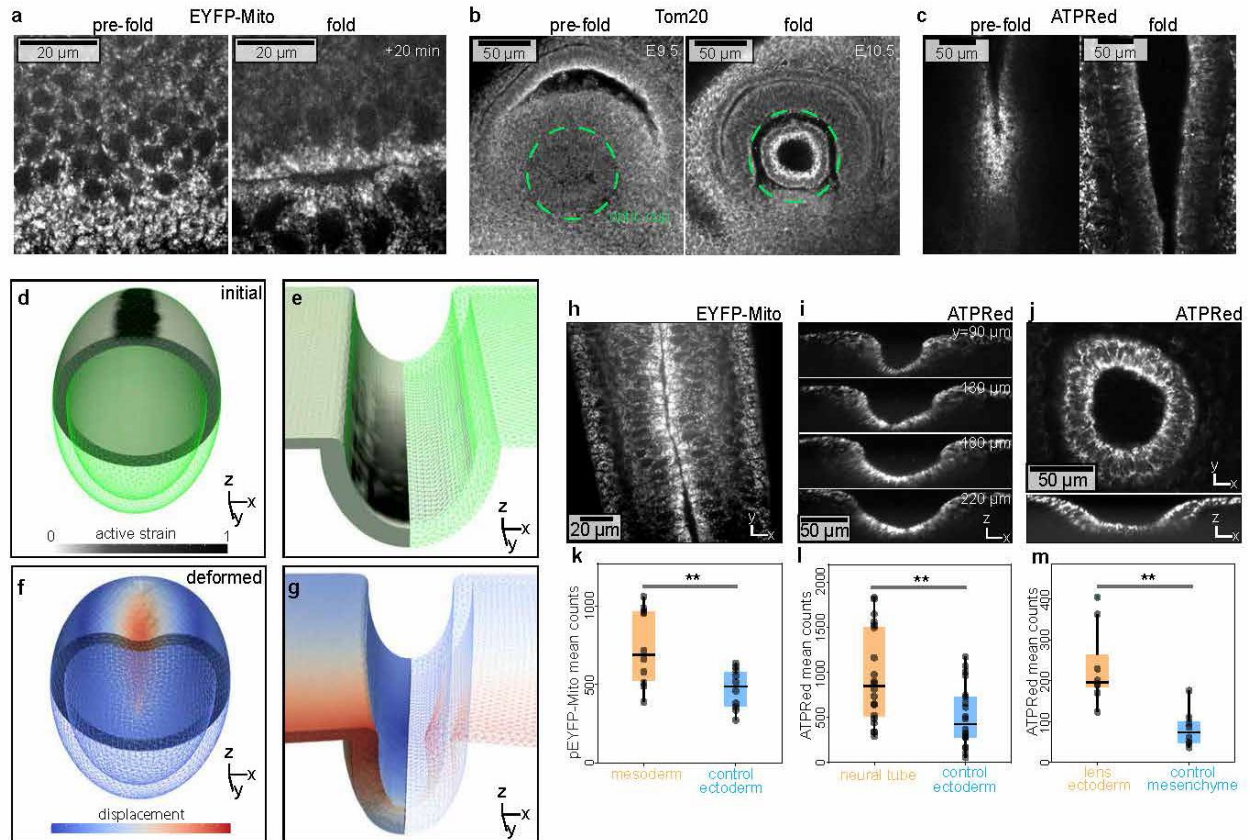 a
EYFP-Mito
pre-fold
fold
20 µm
20 µm
+20 min
b
Tom20
pre-fold
fold
50 µm
E9.5
50 µm
E10.5
c
ATPRed
pre-fold
fold
50 µm
50 µm
d
initial
z
x
y
0 active strain 1
e
z
x
y
f
deformed
z
x
y
displacement
g
z
x
y
h
EYFP-Mito
20 µm
y
x
i
ATPRed
y=90 µm
130 µm
180 µm
220 µm
50 µm
z
x
j
ATPRed
50 µm
y
x
z
x
k
**
pEYFP-Mito mean counts
1000
500
0
mesoderm
control
ectoderm
l
**
ATPRed mean counts
2000
1500
1000
500
0
neural tube
control
ectoderm
m
**
ATPRed mean counts
400
300
200
100
0
lens
ectoderm
control
mesenchyme